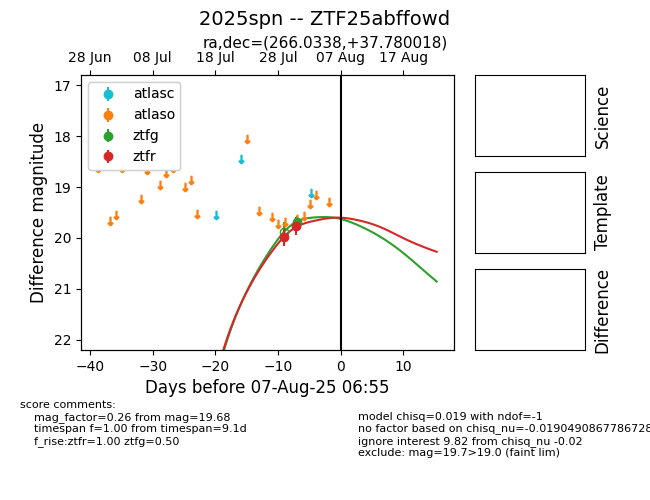 2025spn -- ZTF25abffowd
ra,dec=(266.0338,+37.780018)
28 Jun 08 Jul 18 Jul 28 Jul 07 Aug 17 Aug
17
18
19
20
21
22
Difference magnitude
atlasc
atlaso
ztfg
ztfr
−40 −30 −20 −10 0 10
Days before 07-Aug-25 06:55
Science
Template
Difference
score comments:
mag_factor=0.26 from mag=19.68
timespan f=1.00 from timespan=9.1d
f_rise:ztfr=1.00 ztfg=0.50
model chisq=0.019 with ndof=-1
no factor based on chisq_nu=-0.0190490867786728
ignore interest 9.82 from chisq_nu -0.02
exclude: mag=19.7>19.0 (faint lim)